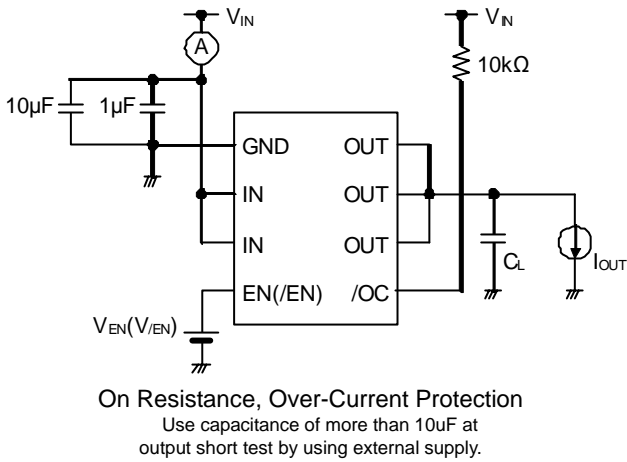 VIN VIN
A
10kΩ
10µF 1µF
GND OUT
IN OUT
IN OUT
EN(/EN) /OC
CL IOUT
VEN(V/EN)
On Resistance, Over-Current Protection
Use capacitance of more than 10uF at
output short test by using external supply.